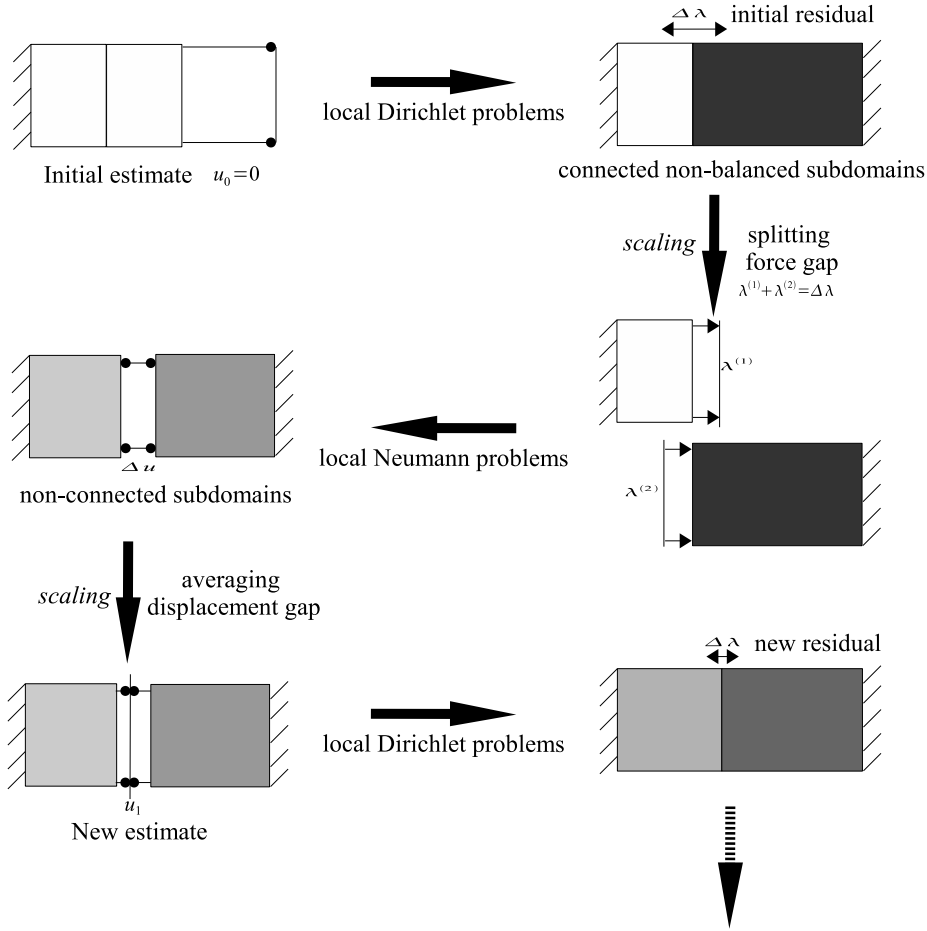 Δλ initial residual
local Dirichlet problems
Initial estimate u₀=0
connected non-balanced subdomains
scaling
splitting
force gap
λ⁽¹⁾+λ⁽²⁾=Δλ
λ⁽¹⁾
local Neumann problems
Δu
non-connected subdomains
λ⁽²⁾
scaling
averaging
displacement gap
Δλ new residual
local Dirichlet problems
u₁
New estimate